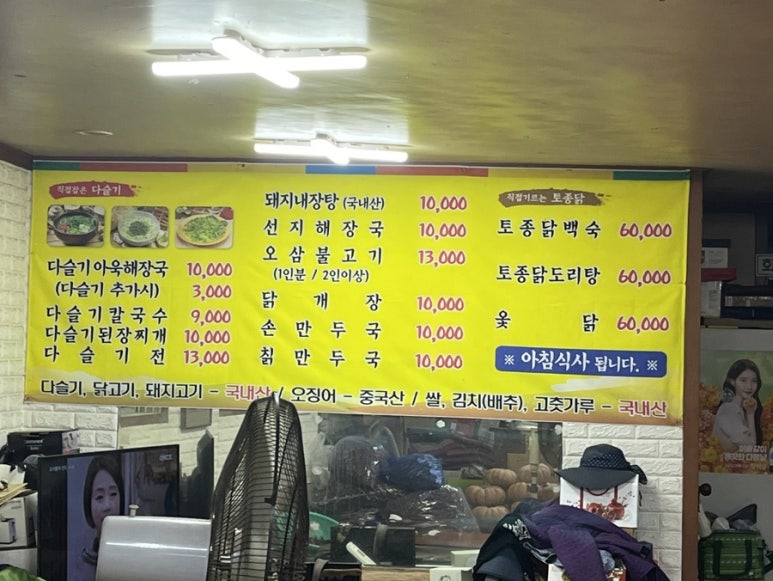 직접잡은 다슬기
다슬기아욱해장국 10,000
(다슬기 추가시) 3,000
다슬기칼국수 9,000
다슬기된장찌개 10,000
다슬기전 13,000
돼지내장탕 (국내산) 10,000
선지해장국 10,000
오삼불고기 13,000
(1인분 / 2인이상)
닭개장 10,000
손만두국 10,000
칡만두국 10,000
직접기르는 토종닭
토종닭백숙 60,000
토종닭도리탕 60,000
옻닭 60,000
※ 아침식사 됩니다. ※
다슬기, 닭고기, 돼지고기 - 국내산 / 오징어 - 중국산 / 쌀, 김치(배추), 고춧가루 - 국내산